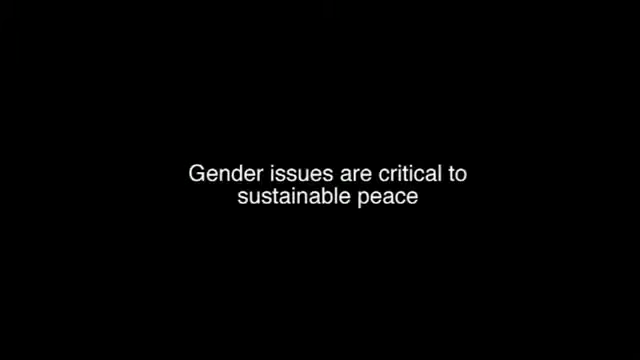 Gender issues are critical to
sustainable peace